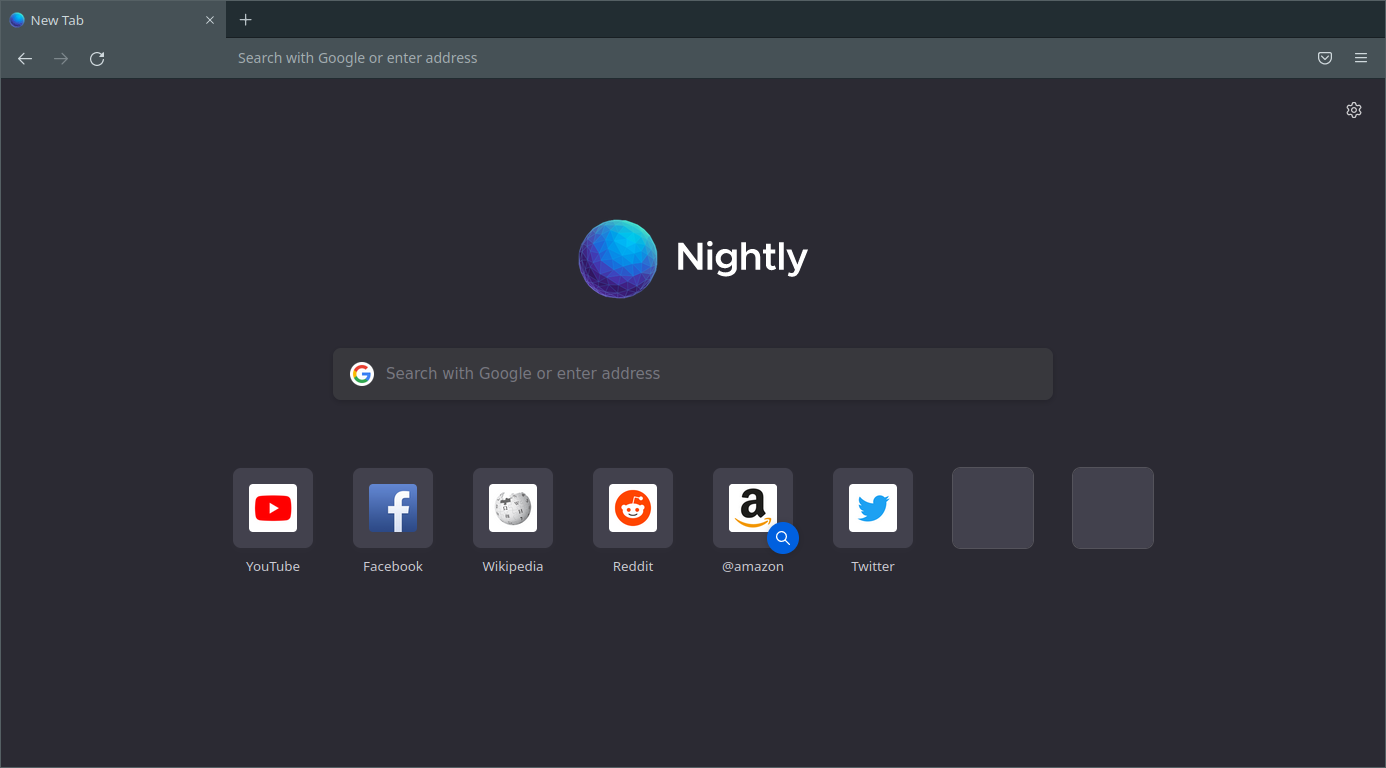 New Tab
Search with Google or enter address
Nightly
Search with Google or enter address
YouTube
Facebook
Wikipedia
Reddit
@amazon
Twitter